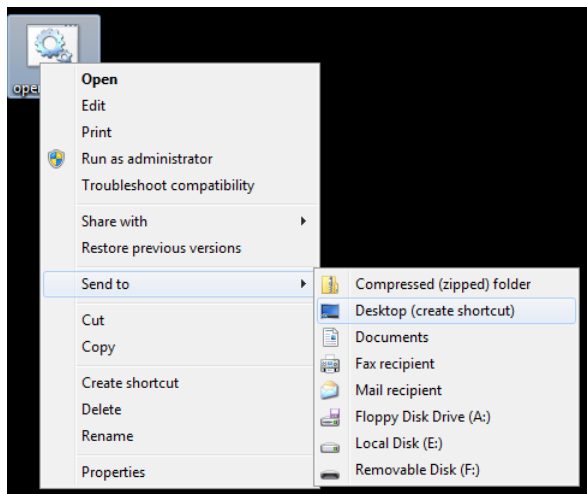 Open
Edit
Print
Run as administrator
Troubleshoot compatibility
Share with
Restore previous versions
Send to
Cut
Copy
Create shortcut
Delete
Rename
Properties
Compressed (zipped) folder
Desktop (create shortcut)
Documents
Fax recipient
Mail recipient
Floppy Disk Drive (A:)
Local Disk (E:)
Removable Disk (F:)